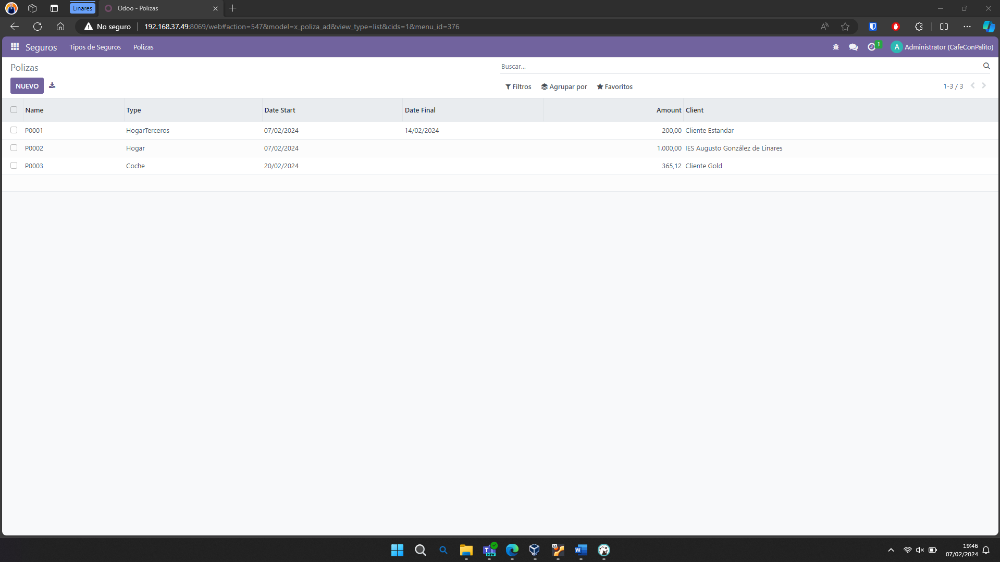 Linares
Odoo - Polizas
No seguro
192.168.37.49:8069/web#action=547&model=x_poliza_ad&view_type=list&cids=1&menu_id=376
Seguros
Tipos de Seguros
Polizas
1
A
Administrator (CafeConPalito)
Polizas
Buscar...
NUEVO
Filtros
Agrupar por
Favoritos
1-3 / 3
Name Type Date Start Date Final Amount Client
P0001 HogarTerceros 07/02/2024 14/02/2024 200,00 Cliente Estandar
P0002 Hogar 07/02/2024 1.000,00 IES Augusto González de Linares
P0003 Coche 20/02/2024 365,12 Cliente Gold
NEW
19:46
07/02/2024